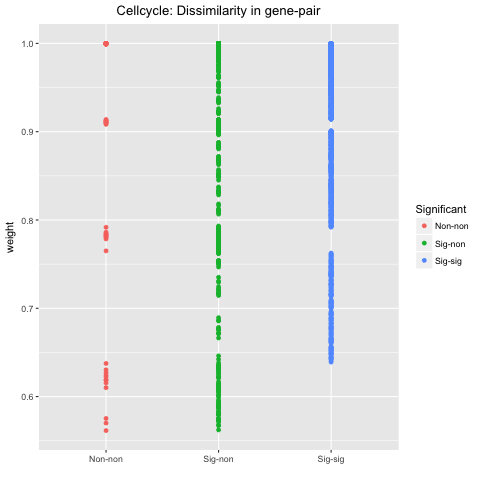 Cellcycle: Dissimilarity in gene-pair
weight
1.0
0.9
0.8
0.7
0.6
Non-non
Sig-non
Sig-sig
Significant
Non-non
Sig-non
Sig-sig